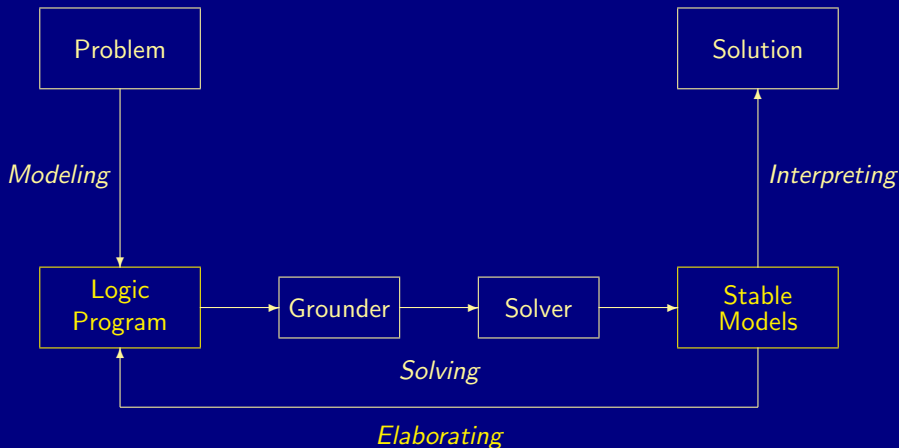 Problem
Solution
Modeling
Interpreting
Logic
Program
Grounder
Solver
Stable
Models
Solving
Elaborating